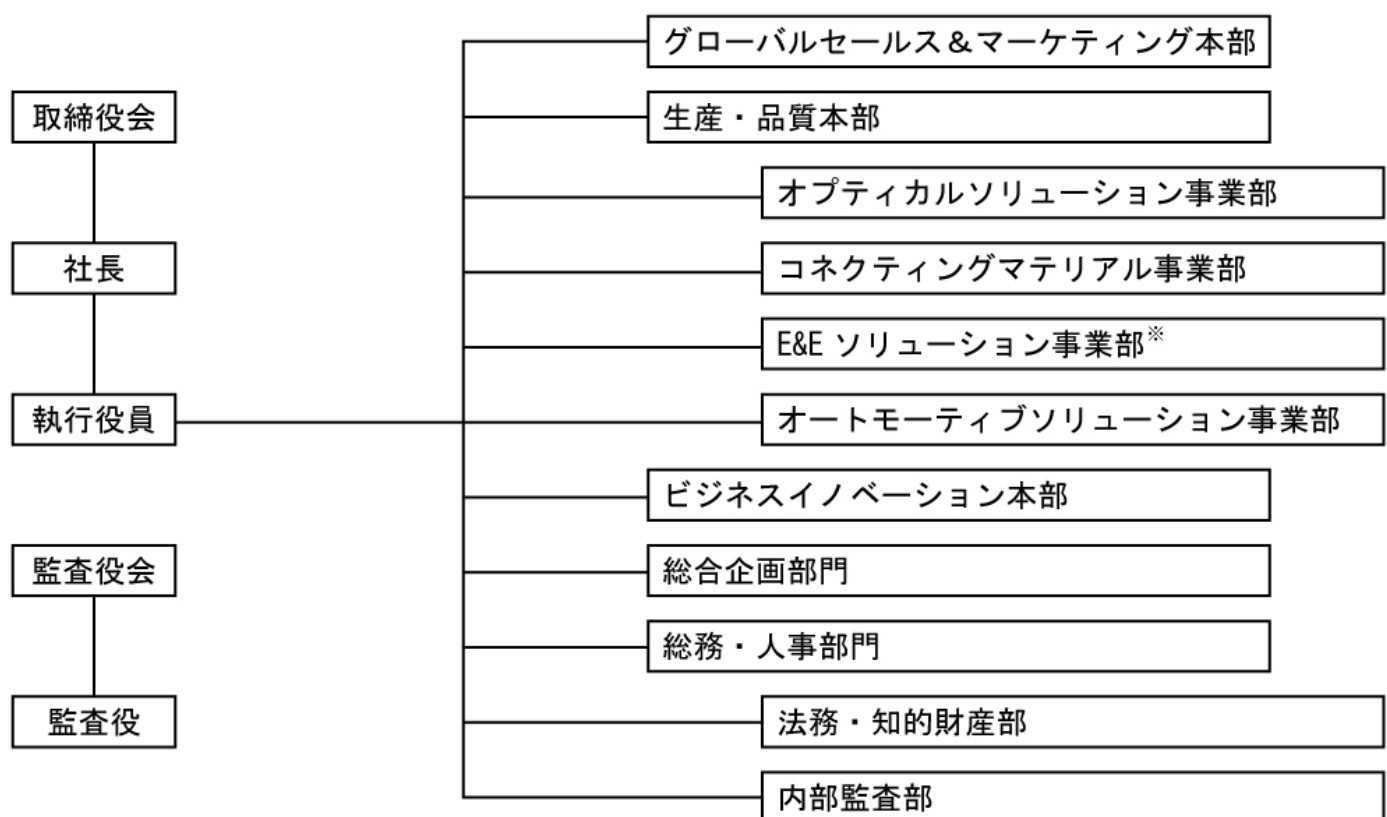 取締役会
社長
執行役員
監査役会
監査役
グローバルセールス＆マーケティング本部
生産・品質本部
オプティカルソリューション事業部
コネクティングマテリアル事業部
E&E ソリューション事業部※
オートモーティブソリューション事業部
ビジネスイノベーション本部
総合企画部門
総務・人事部門
法務・知的財産部
内部監査部